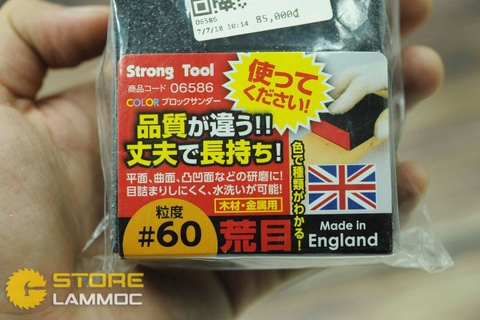 06586
7/7/18 10:14 85,000₫
Strong Tool
商品コード 06586
COLOR ブロックサンダー
使って
ください!
品質が違う!!
丈夫で長持ち!
平面、曲面、凸凹面などの研磨に!
目詰まりしにくく、水洗いが可能!
木材・金属用
色で種類がわかる!
粒度
#60
荒目
Made in
England
STORE
LAMMOC